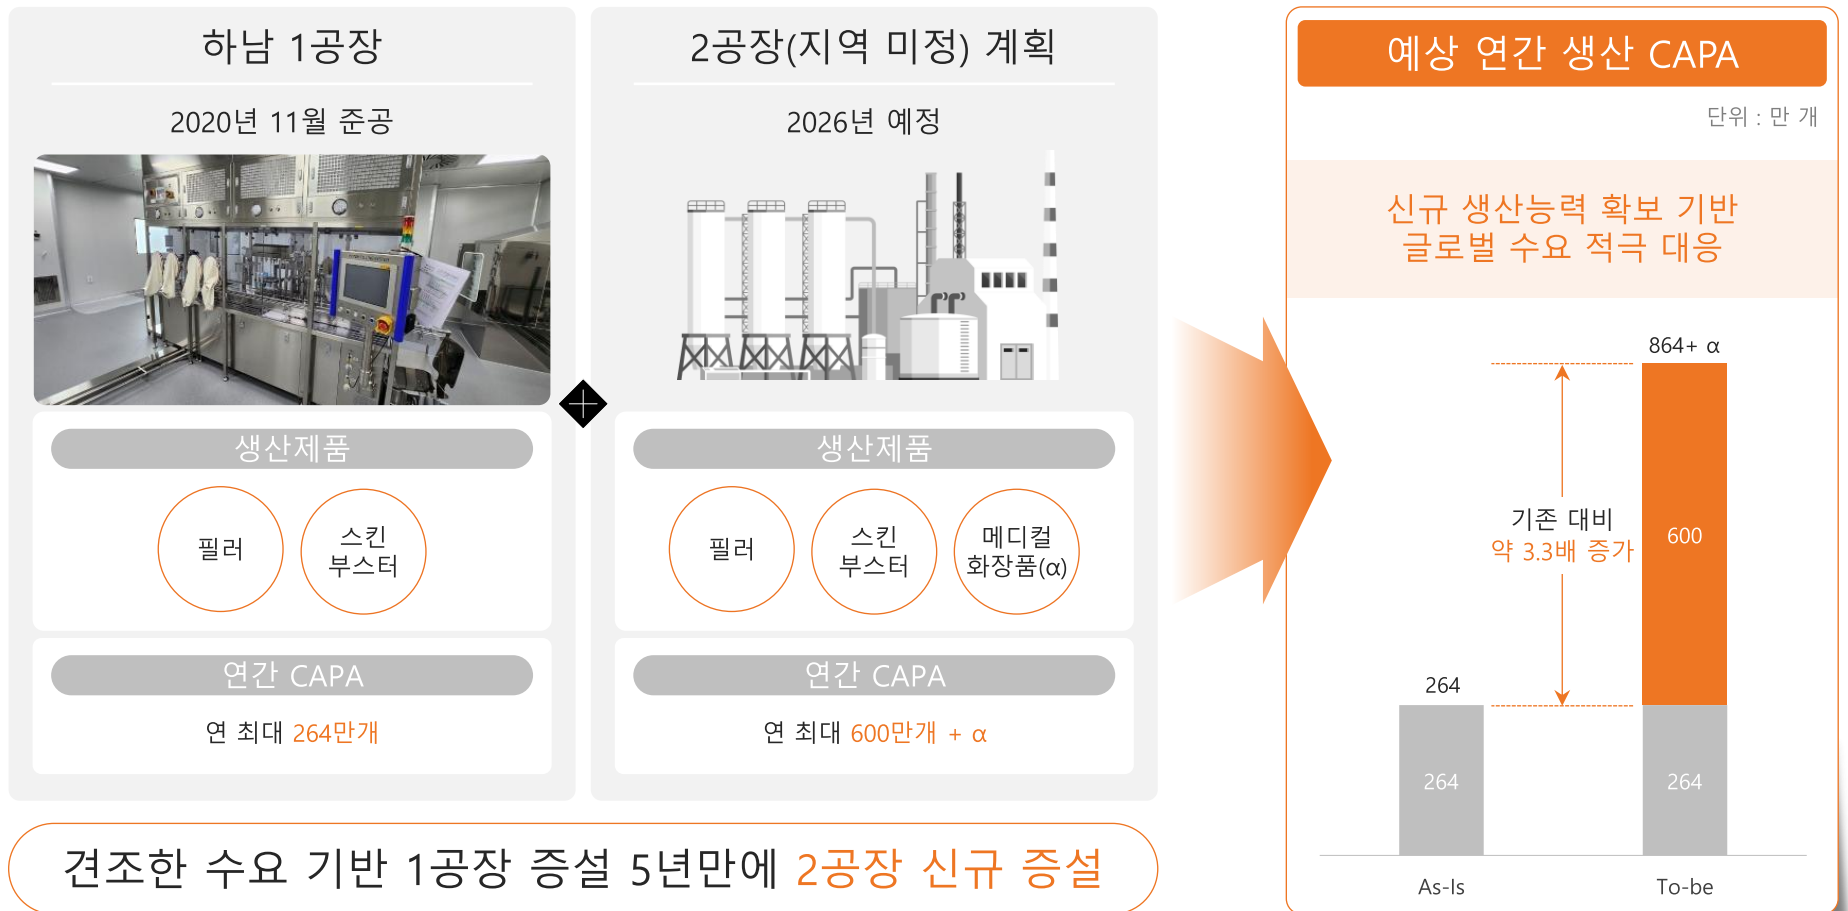 하남 1공장
2020년 11월 준공
생산제품
필러
스킨
부스터
연간 CAPA
연 최대 264만개
2공장(지역 미정) 계획
2026년 예정
생산제품
필러
스킨
부스터
메디컬
화장품(α)
연간 CAPA
연 최대 600만개 + α
견조한 수요 기반 1공장 증설 5년만에 2공장 신규 증설
예상 연간 생산 CAPA
단위 : 만 개
신규 생산능력 확보 기반
글로벌 수요 적극 대응
864+ α
600
기존 대비
약 3.3배 증가
264
264
264
As-Is
To-be